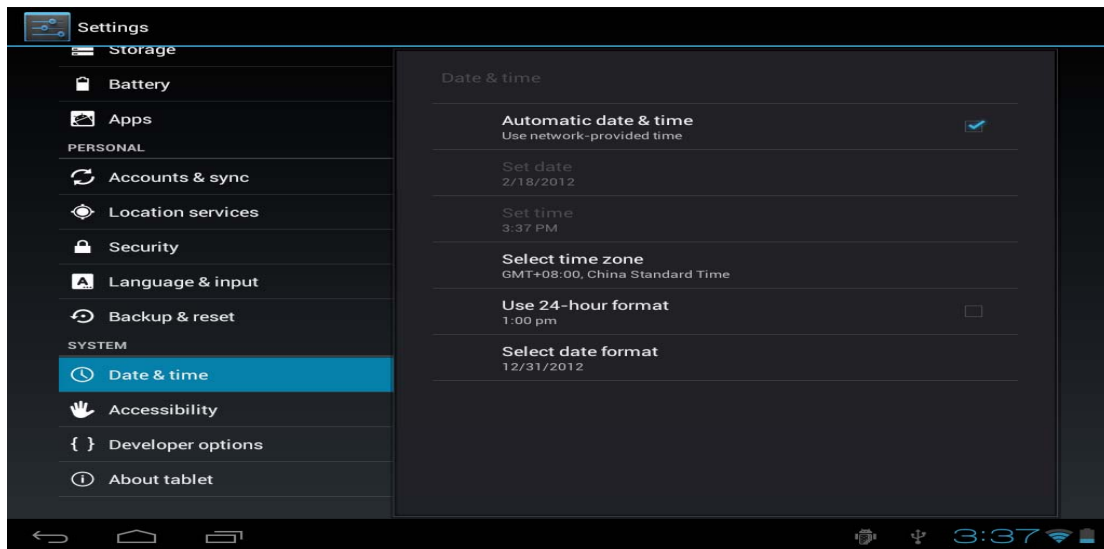 Settings
Storage
Battery
Apps
PERSONAL
Accounts & sync
Location services
Security
Language & input
Backup & reset
SYSTEM
Date & time
Accessibility
Developer options
About tablet
Date & time
Automatic date & time
Use network-provided time
Set date
2/18/2012
Set time
3:37 PM
Select time zone
GMT+08:00, China Standard Time
Use 24-hour format
1:00 pm
Select date format
12/31/2012
3:37